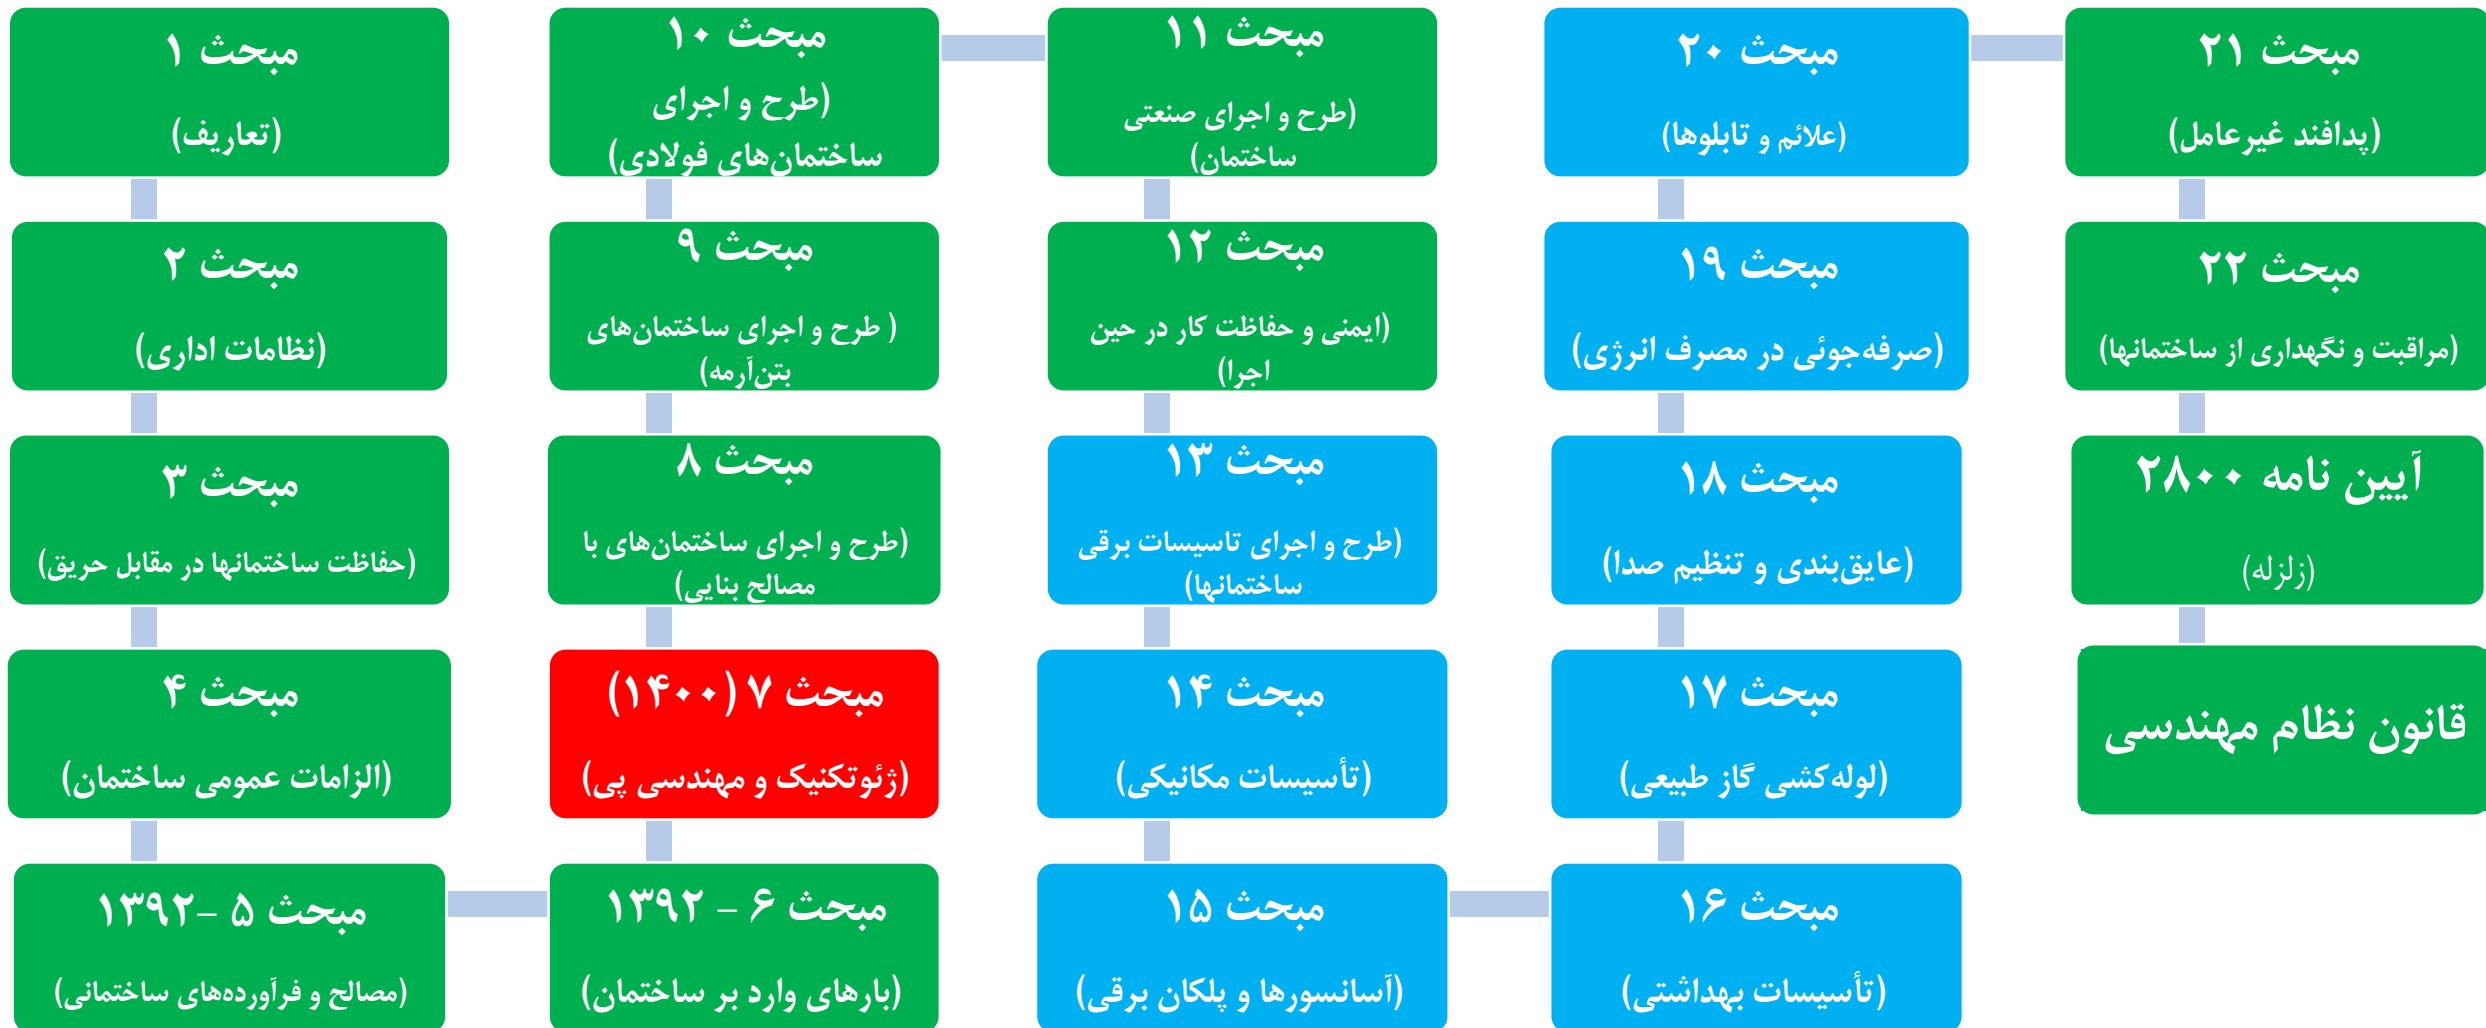 مبحث ۱
(تعاریف)
مبحث ۲
(نظامات اداری)
مبحث ۳
(حفاظت ساختمانها در مقابل حریق)
مبحث ۴
(الزامات عمومی ساختمان)
مبحث ۵ –۱۳۹۲
(مصالح و فرآورده‌های ساختمانی)
مبحث ۶ – ۱۳۹۲
(بارهای وارد بر ساختمان)
مبحث ۷ (۱۴۰۰)
(ژئوتکنیک و مهندسی پی)
مبحث ۸
(طرح و اجرای ساختمان‌های با
مصالح بنایی)
مبحث ۹
( طرح و اجرای ساختمان‌های
بتن‌آرمه)
مبحث ۱۰
(طرح و اجرای
ساختمان‌های فولادی)
مبحث ۱۱
(طرح و اجرای صنعتی
ساختمان)
مبحث ۱۲
(ایمنی و حفاظت کار در حین
اجرا)
مبحث ۱۳
(طرح و اجرای تاسیسات برقی
ساختمانها)
مبحث ۱۴
(تأسیسات مکانیکی)
مبحث ۱۵
(آسانسورها و پلکان برقی)
مبحث ۱۶
(تأسیسات بهداشتی)
مبحث ۱۷
(لوله‌کشی گاز طبیعی)
مبحث ۱۸
(عایق‌بندی و تنظیم صدا)
مبحث ۱۹
(صرفه‌جوئی در مصرف انرژی)
مبحث ۲۰
(علائم و تابلوها)
مبحث ۲۱
(پدافند غیرعامل)
مبحث ۲۲
(مراقبت و نگهداری از ساختمانها)
آیین نامه ۲۸۰۰
(زلزله)
قانون نظام مهندسی